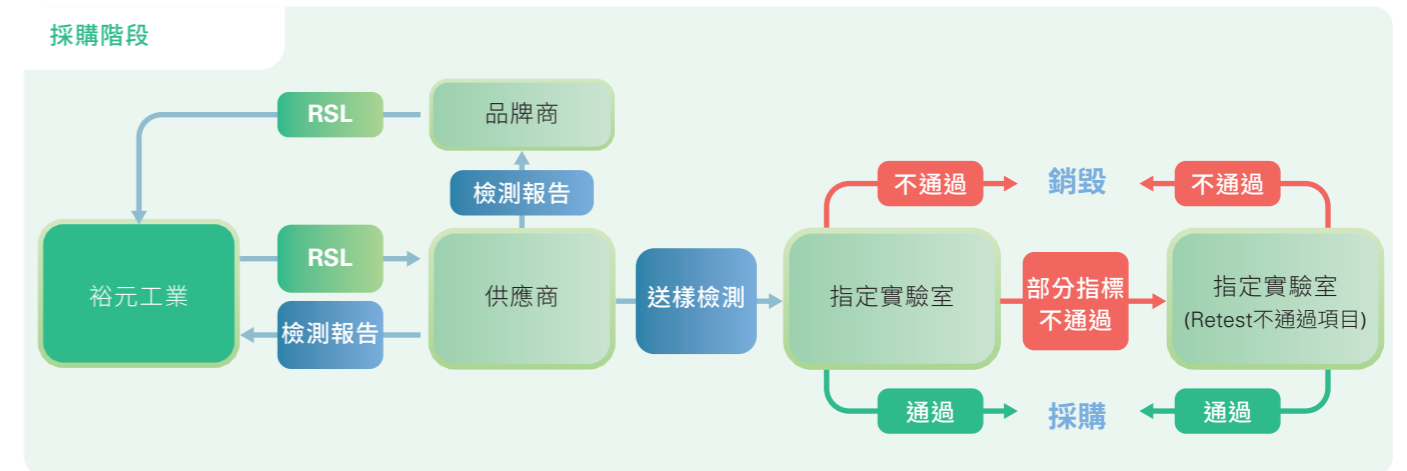 採購階段
RSL
品牌商
檢測報告
不通過
銷毀
不通過
裕元工業
RSL
檢測報告
供應商
送樣檢測
指定實驗室
部分指標
不通過
指定實驗室
(Retest不通過項目)
通過
採購
通過